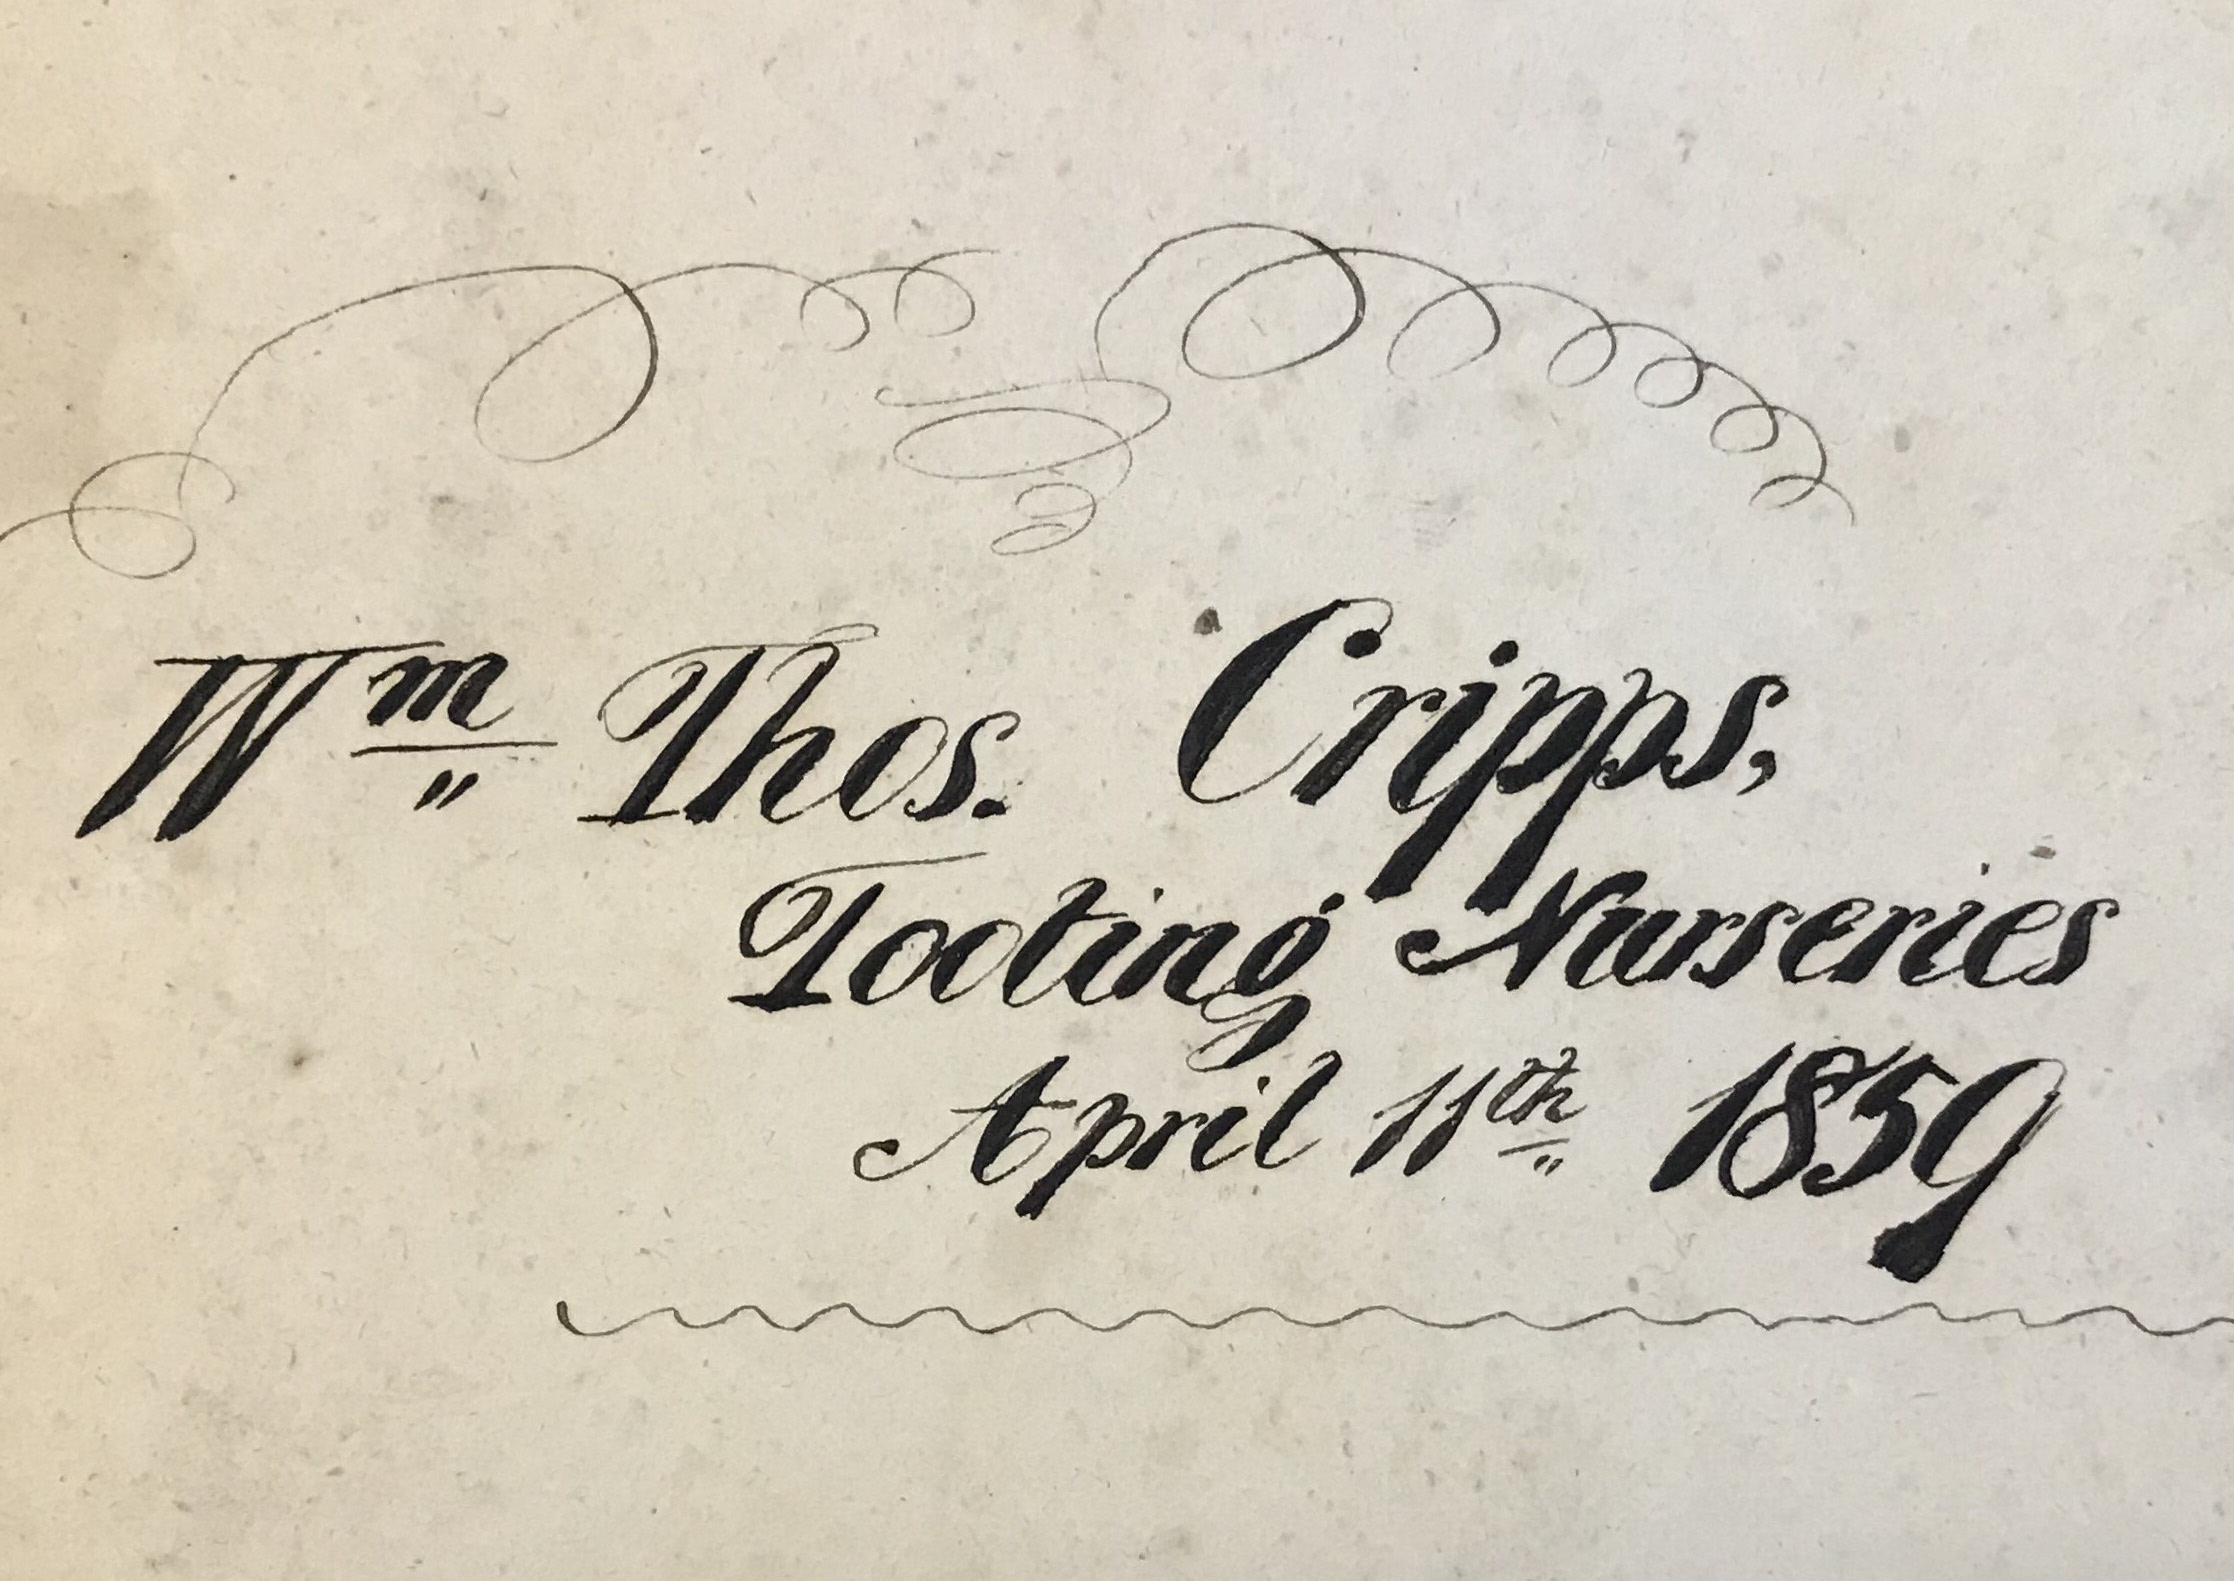 Wm Thos. Cripps,
Tooting Nurseries
April 11th 1859